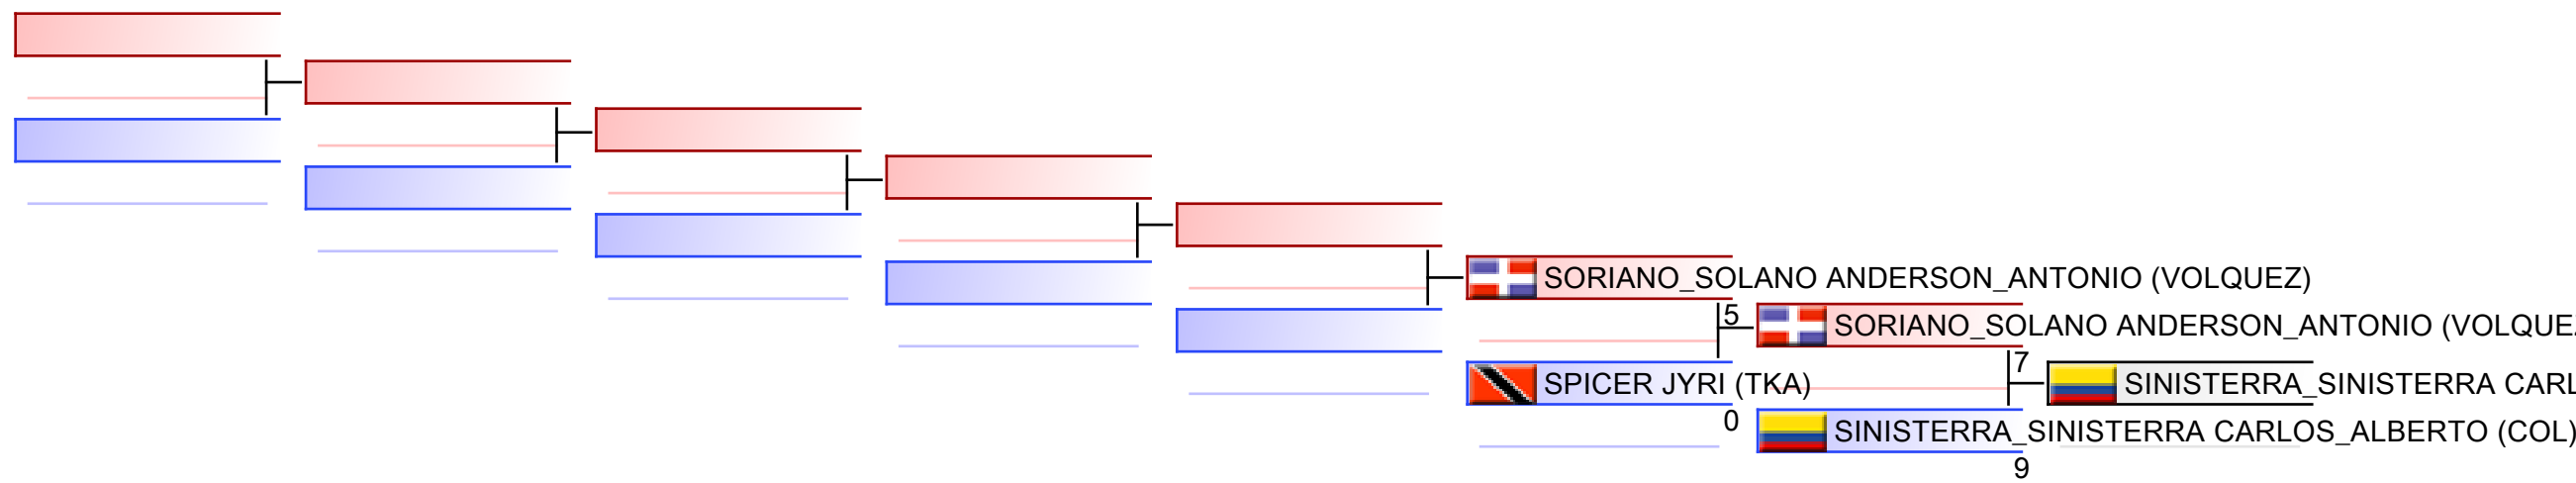 SORIANO_SOLANO ANDERSON_ANTONIO (VOLQUEZ)
5
SORIANO_SOLANO ANDERSON_ANTONIO (VOLQUE
SPICER JYRI (TKA)
0
7
SINISTERRA_SINISTERRA CARL
SINISTERRA_SINISTERRA CARLOS_ALBERTO (COL)
9